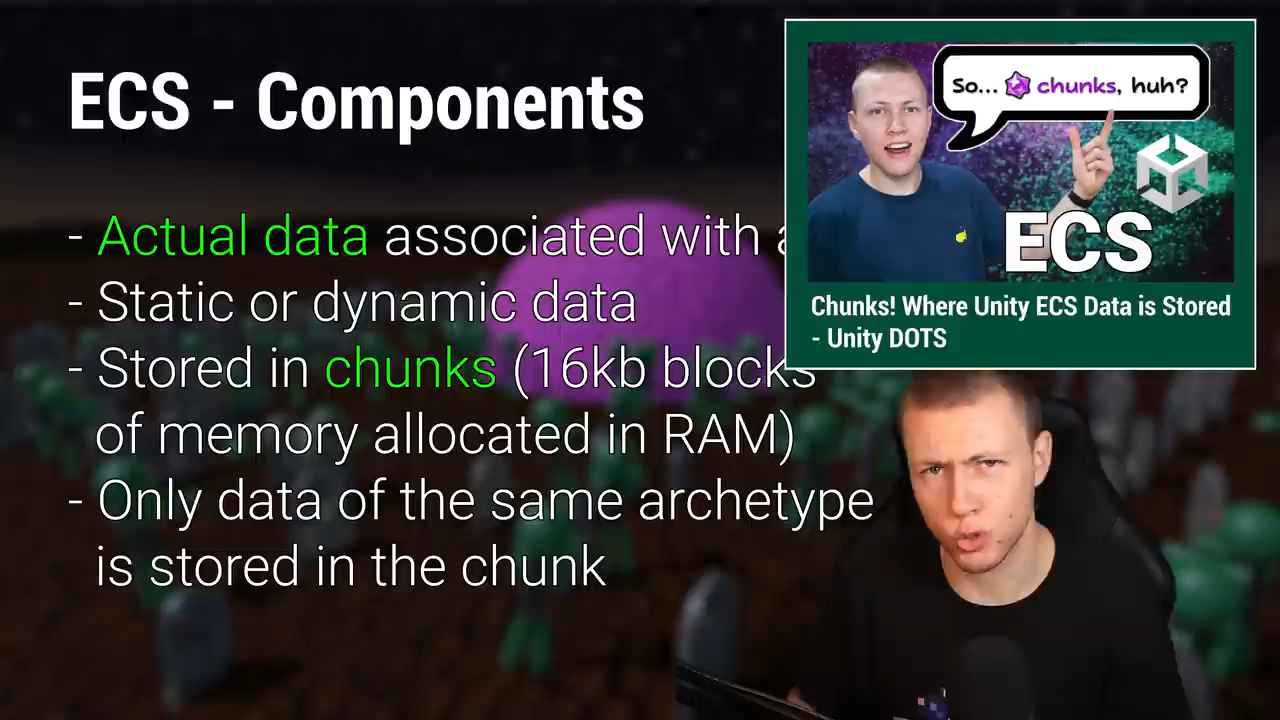 ECS - Components
- Actual data associated with
- Static or dynamic data
- Stored in chunks (16kb blocks
of memory allocated in RAM)
- Only data of the same archetype
is stored in the chunk
So... chunks, huh?
ECS
Chunks! Where Unity ECS Data is Stored
- Unity DOTS